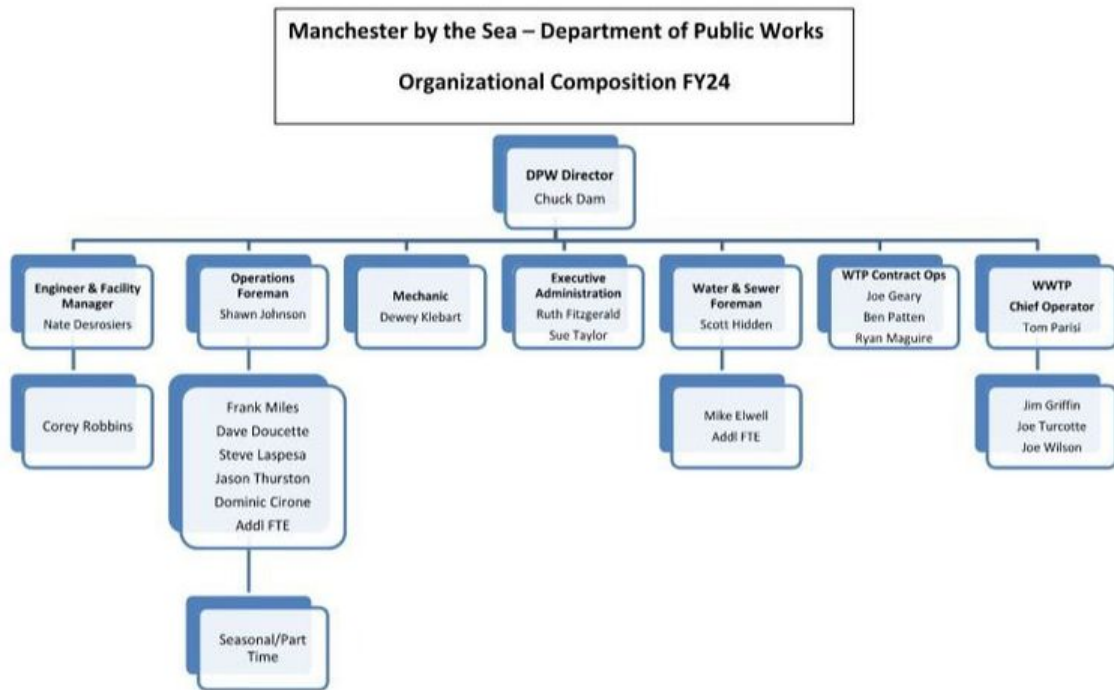 Manchester by the Sea – Department of Public Works
Organizational Composition FY24
DPW Director
Chuck Dam
Engineer & Facility
Manager
Nate Desrosiers
Operations
Foreman
Shawn Johnson
Mechanic
Dewey Klebart
Executive
Administration
Ruth Fitzgerald
Sue Taylor
Water & Sewer
Foreman
Scott Hidden
WTP Contract Ops
Joe Geary
Ben Patten
Ryan Maguire
WWTP
Chief Operator
Tom Parisi
Corey Robbins
Frank Miles
Dave Doucette
Steve Laspesa
Jason Thurston
Dominic Cirone
Addl FTE
Mike Elwell
Addl FTE
Jim Griffin
Joe Turcotte
Joe Wilson
Seasonal/Part
Time